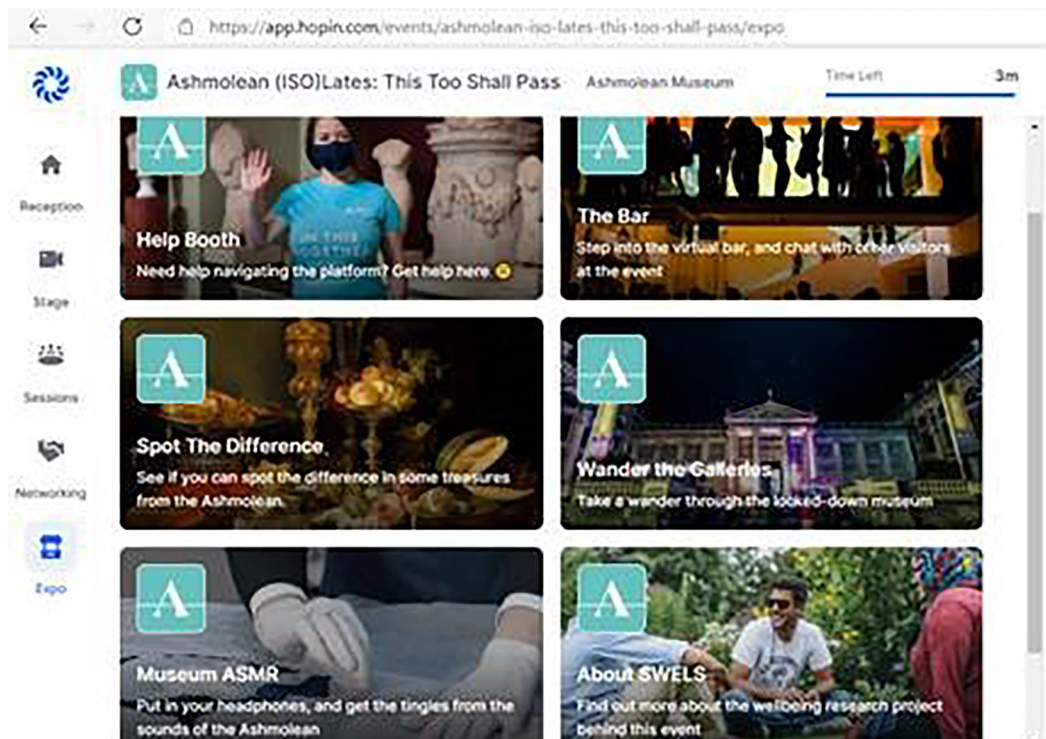 https://app.hopin.com/events/ashmolean-iso-lates-this-too-shall-pass/expo
Ashmolean (ISO)Lates: This Too Shall Pass
Ashmolean Museum
Time Left
3m
Reception
Stage
Sessions
Networking
Expo
A
Help Booth
Need help navigating the platform? Get help here.
A
The Bar
Step into the virtual bar, and chat with other visitors
at the event
A
Spot The Difference
See if you can spot the difference in some treasures
from the Ashmolean.
A
Wander the Galleries
Take a wander through the locked-down museum
A
Museum ASMR
Put in your headphones, and get the tingles from the
sounds of the Ashmolean
A
About SWELS
Find out more about the wellbeing research project
behind this event